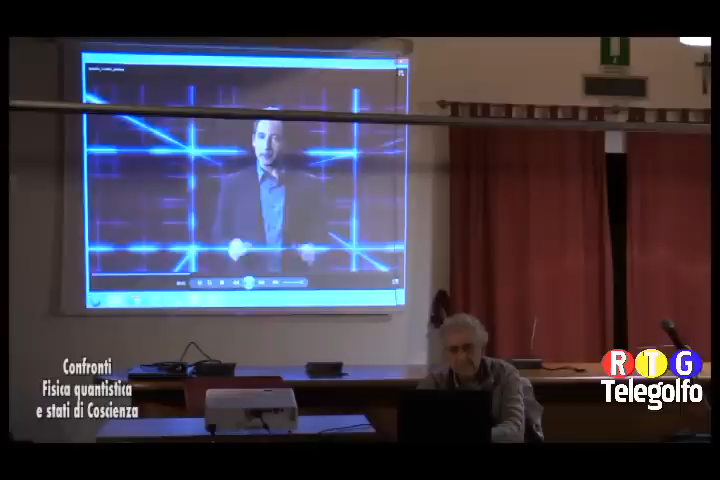 Confronti
Fisica quantistica
e stati di Coscienza
RTG
Telegolfo